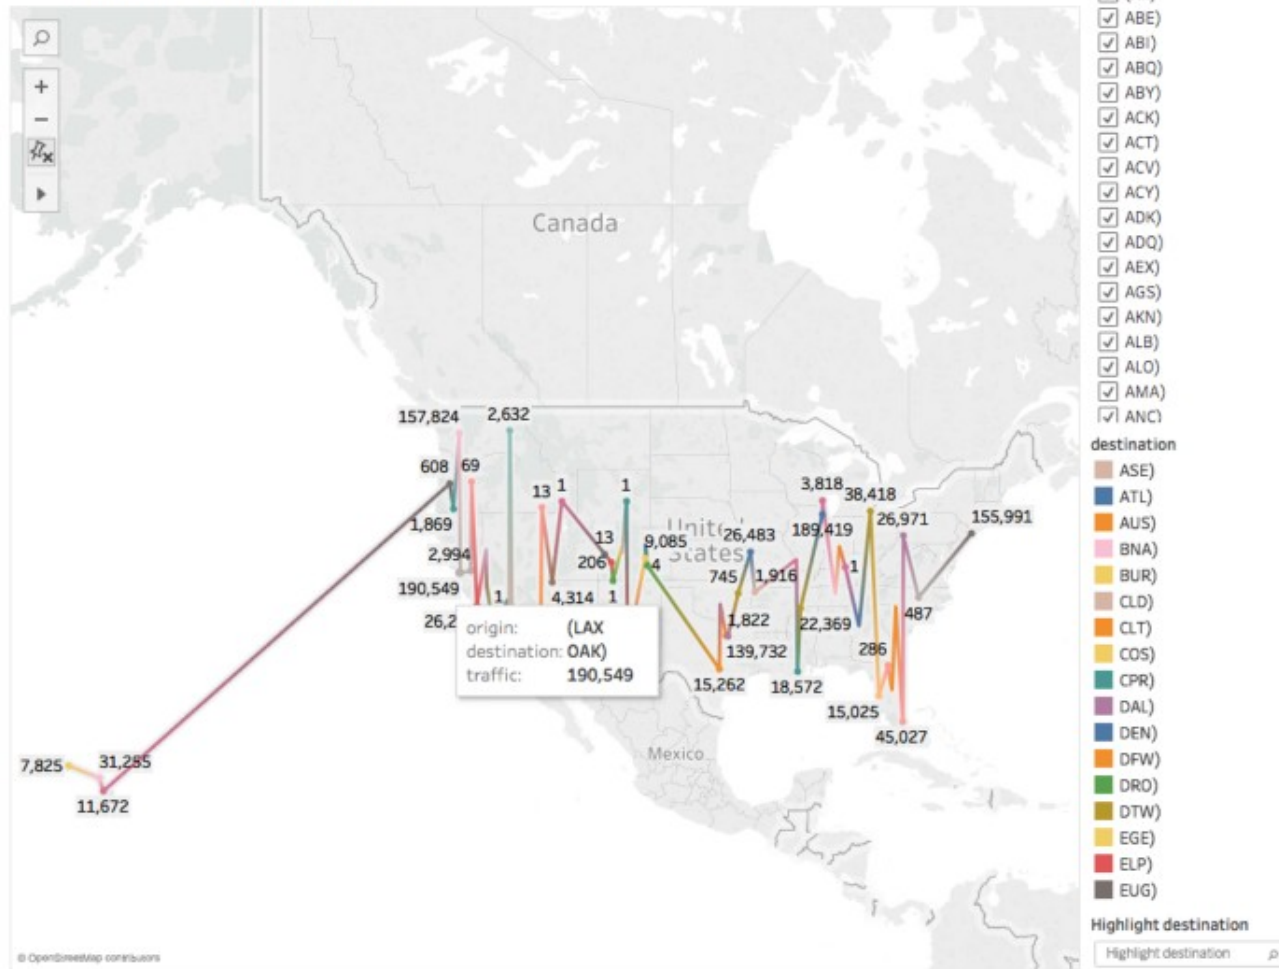 ABE)
ABI)
ABQ)
ABY)
ACK)
ACT)
ACV)
ACY)
ADK)
ADQ)
AEX)
AGS)
AKN)
ALB)
ALO)
AMA)
ANC)
Canada
157,824
2,632
608
69
1,869
2,994
190,549
26,2
1
13
1
13
206
4,314
1
1
9,085
4
United
States
745
26,483
1,916
1,822
139,732
15,262
18,572
3,818
189,419
22,369
38,418
1
26,971
286
15,025
45,027
487
155,991
origin: (LAX
destination: OAK)
traffic: 190,549
Mexico
7,825
31,255
11,672
destination
ASE)
ATL)
AUS)
BNA)
BUR)
CLD)
CLT)
COS)
CPR)
DAL)
DEN)
DFW)
DRO)
DTW)
EGE)
ELP)
EUG)
Highlight destination
Highlight destination
© OpenStreetMap contributors